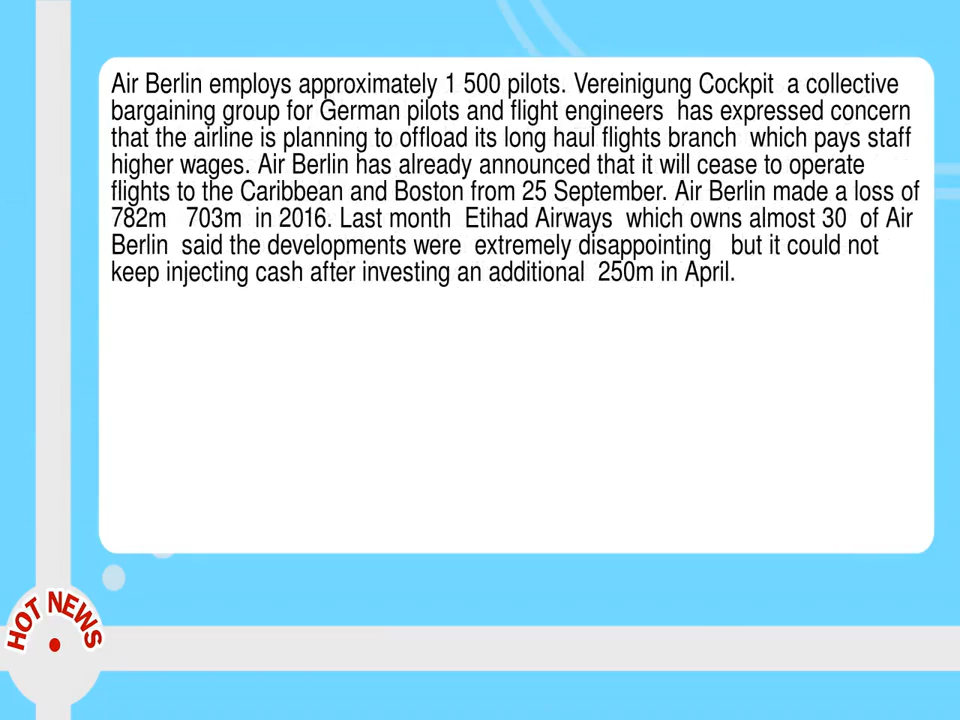 Air Berlin employs approximately 1 500 pilots. Vereinigung Cockpit  a collective
bargaining group for German pilots and flight engineers  has expressed concern
that the airline is planning to offload its long haul flights branch  which pays staff
higher wages. Air Berlin has already announced that it will cease to operate
flights to the Caribbean and Boston from 25 September. Air Berlin made a loss of
782m   703m  in 2016. Last month  Etihad Airways  which owns almost 30  of Air
Berlin  said the developments were  extremely disappointing   but it could not
keep injecting cash after investing an additional  250m in April.
HOT NEWS